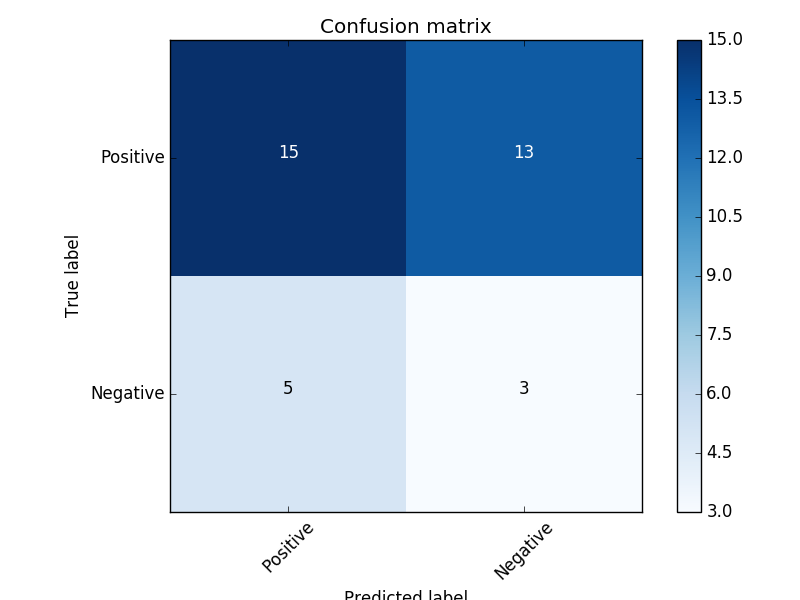 Confusion matrix
Positive
15
13
Negative
5
3
True label
Positive
Negative
Predicted label
15.0
13.5
12.0
10.5
9.0
7.5
6.0
4.5
3.0